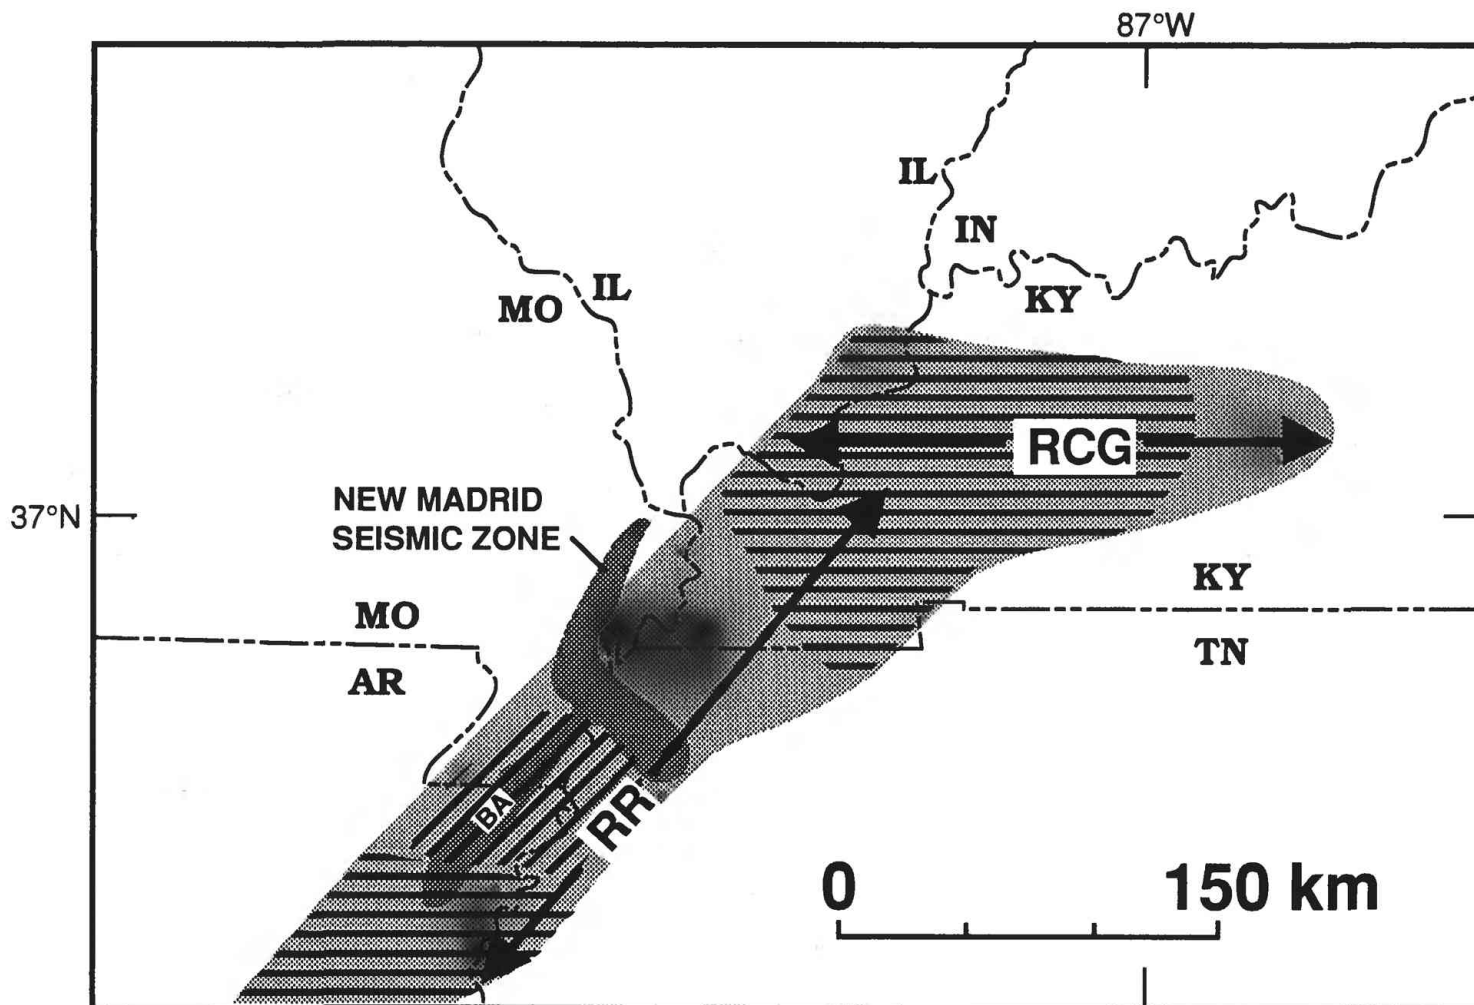 87°W
IL
IN
IL
MO
KY
RCG
NEW MADRID
SEISMIC ZONE
37°N
KY
MO
TN
AR
BA
RR
0
150 km